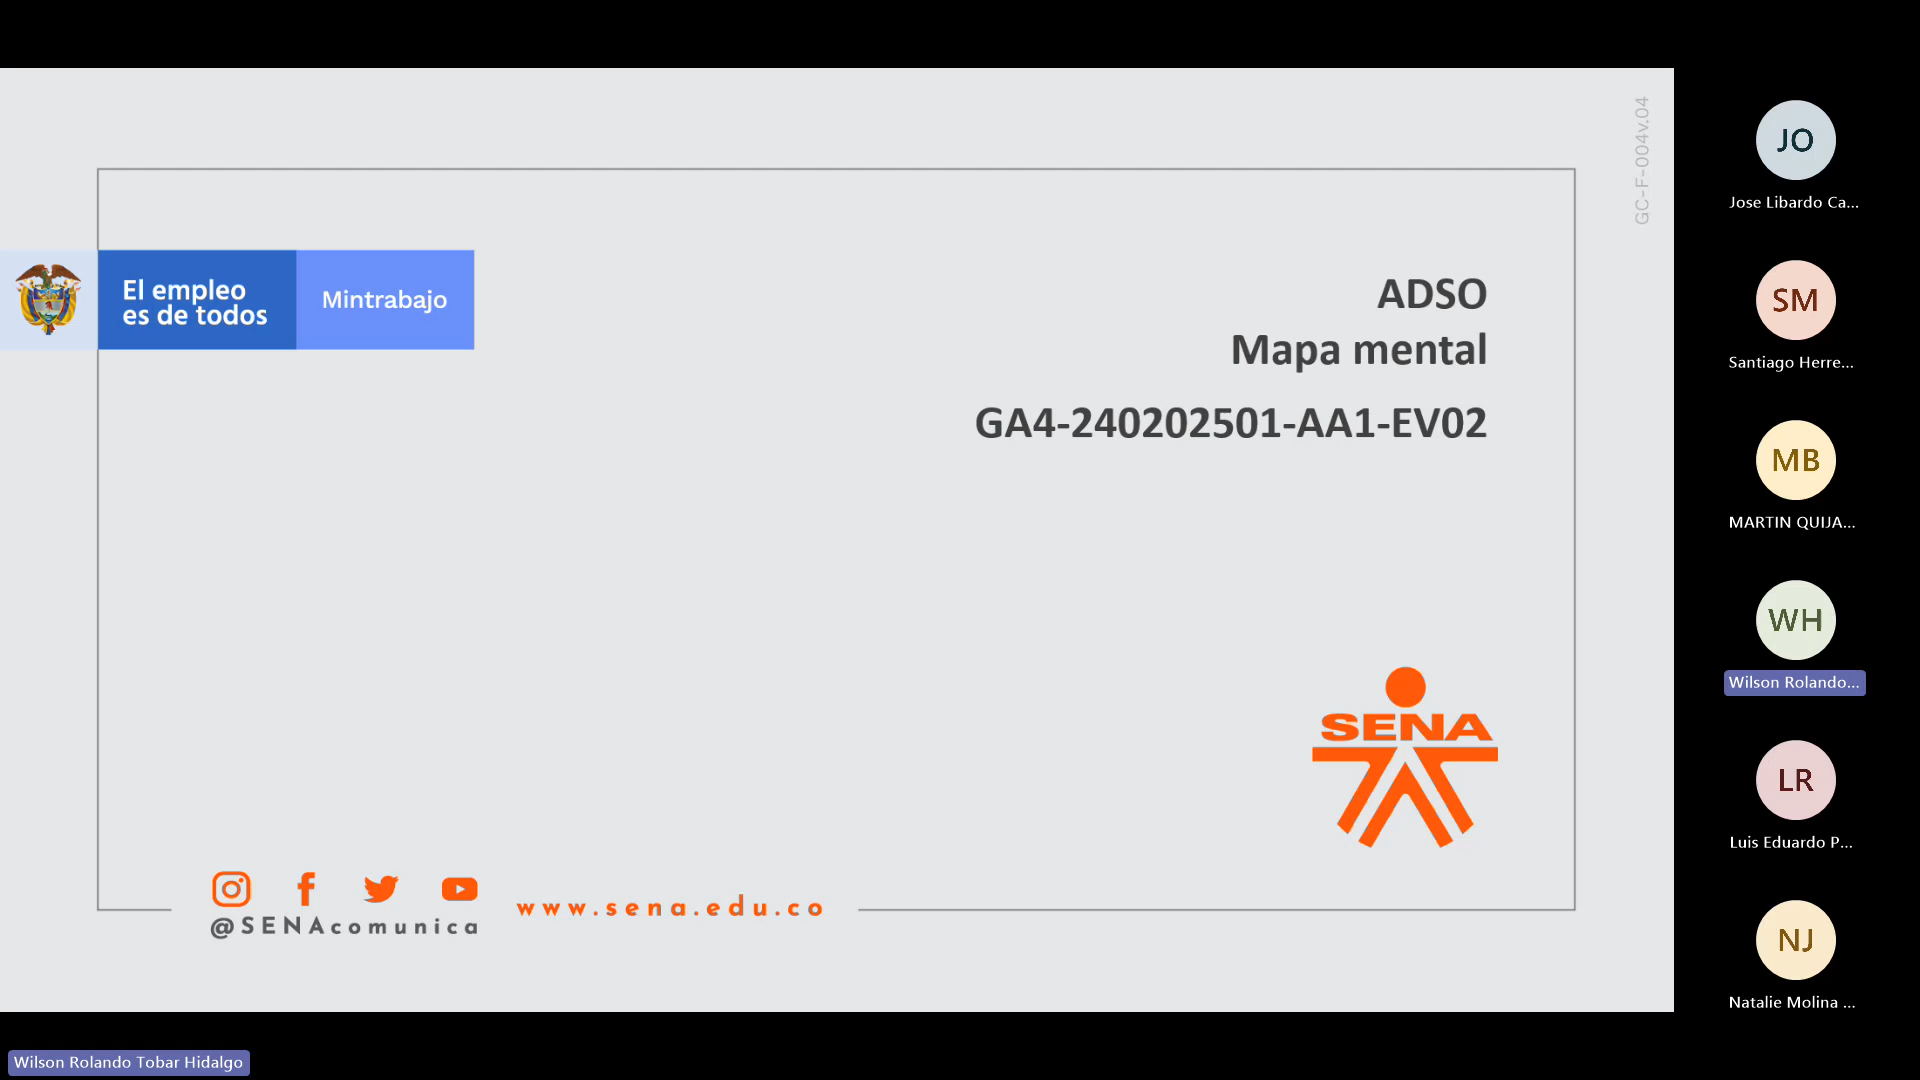 GC-F-004v.04
El empleo
es de todos
Mintrabajo
ADSO
Mapa mental
GA4-240202501-AA1-EV02
SENA
@SENAcomunica
www.sena.edu.co
JO
Jose Libardo Ca...
SM
Santiago Herre...
MB
MARTIN QUIJA...
WH
Wilson Rolando...
LR
Luis Eduardo P...
NJ
Natalie Molina ...
Wilson Rolando Tobar Hidalgo